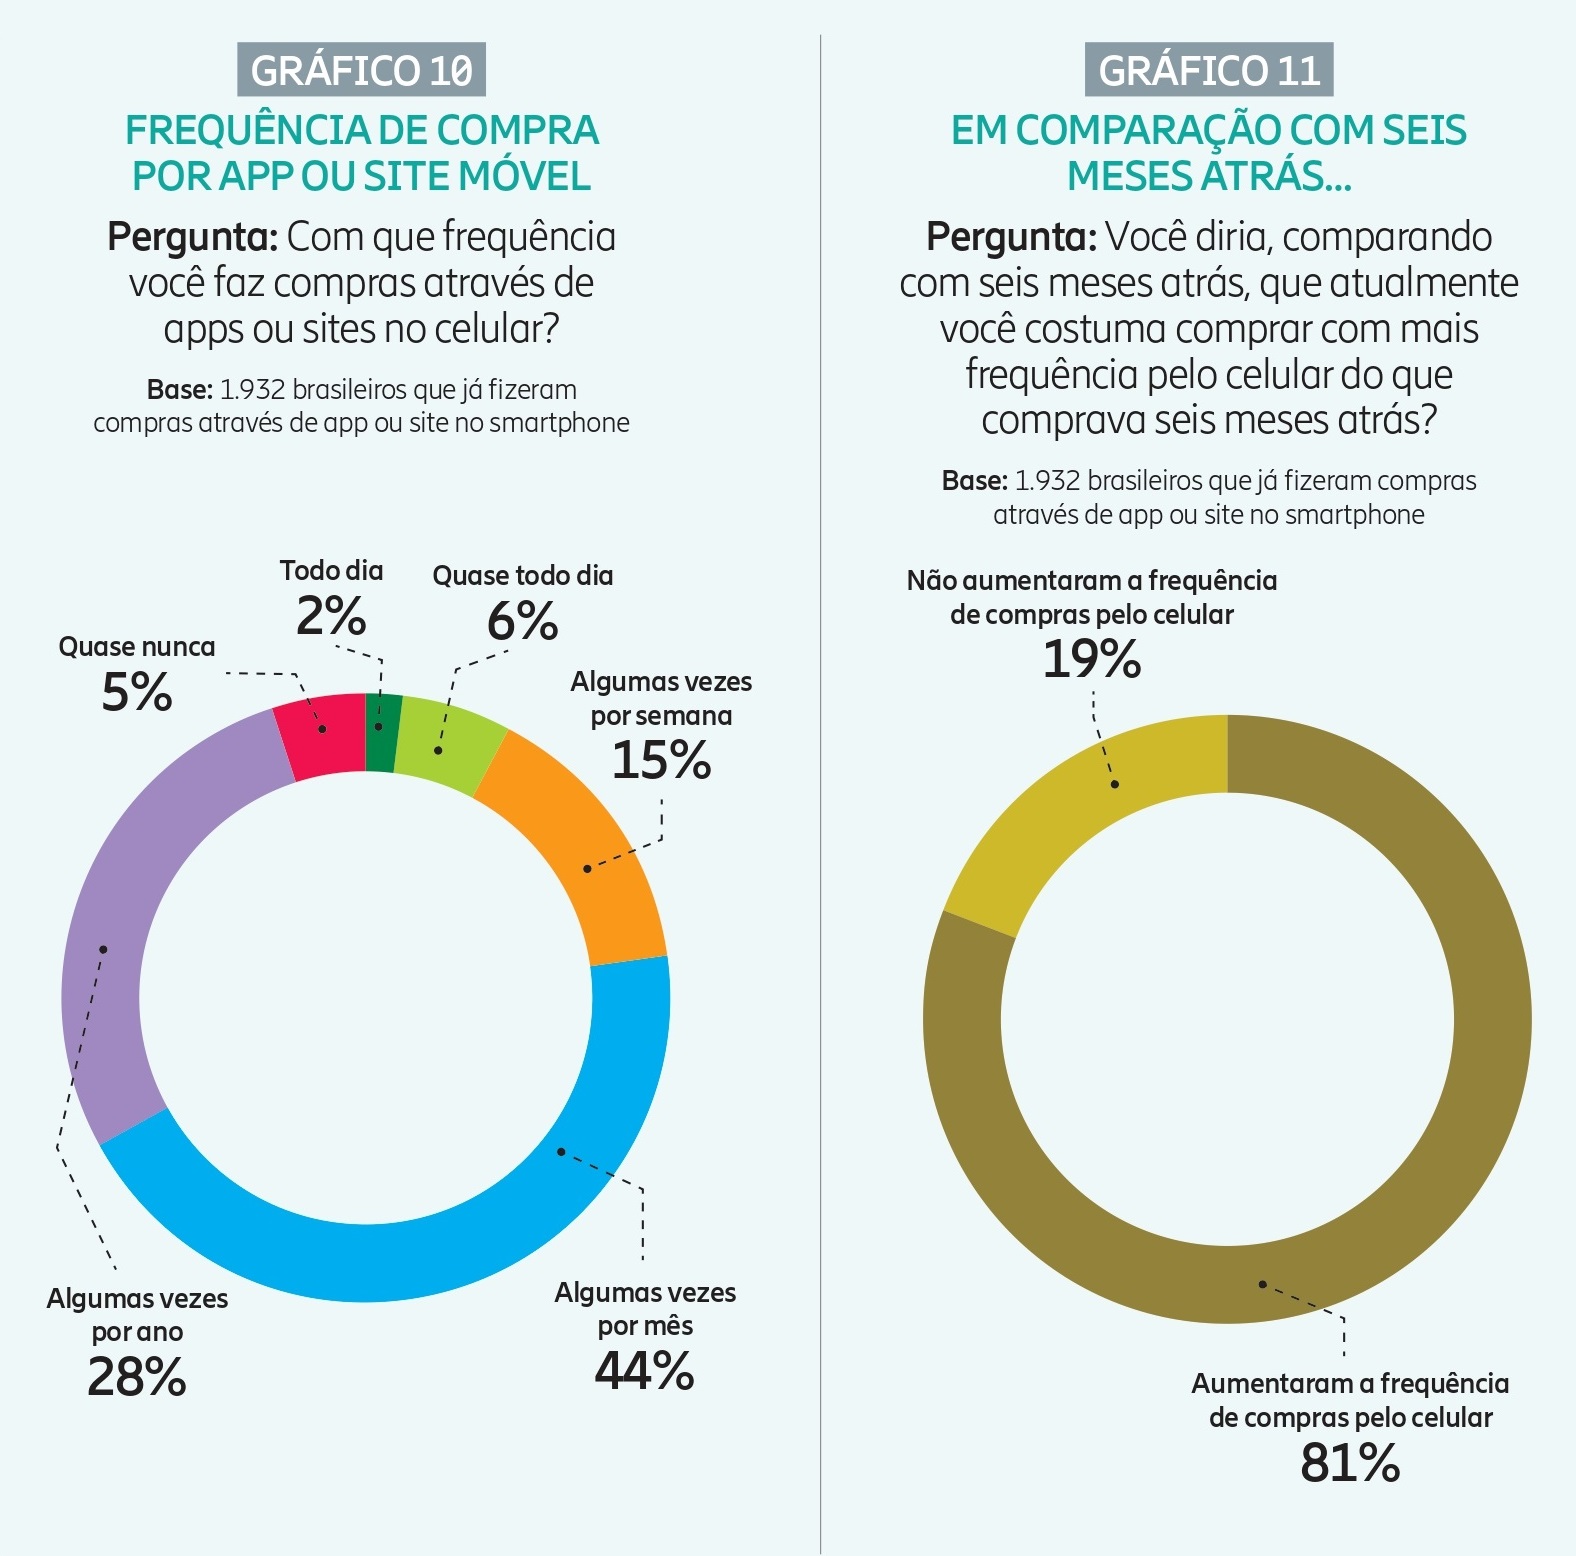 GRÁFICO 10
FREQUÊNCIA DE COMPRA
POR APP OU SITE MÓVEL
Pergunta: Com que frequência
você faz compras através de
apps ou sites no celular?
Base: 1.932 brasileiros que já fizeram
compras através de app ou site no smartphone
Todo dia
2%
Quase todo dia
6%
Quase nunca
5%
Algumas vezes
por semana
15%
Algumas vezes
por ano
28%
Algumas vezes
por mês
44%
GRÁFICO 11
EM COMPARAÇÃO COM SEIS
MESES ATRÁS...
Pergunta: Você diria, comparando
com seis meses atrás, que atualmente
você costuma comprar com mais
frequência pelo celular do que
comprava seis meses atrás?
Base: 1.932 brasileiros que já fizeram compras
através de app ou site no smartphone
Não aumentaram a frequência
de compras pelo celular
19%
Aumentaram a frequência
de compras pelo celular
81%